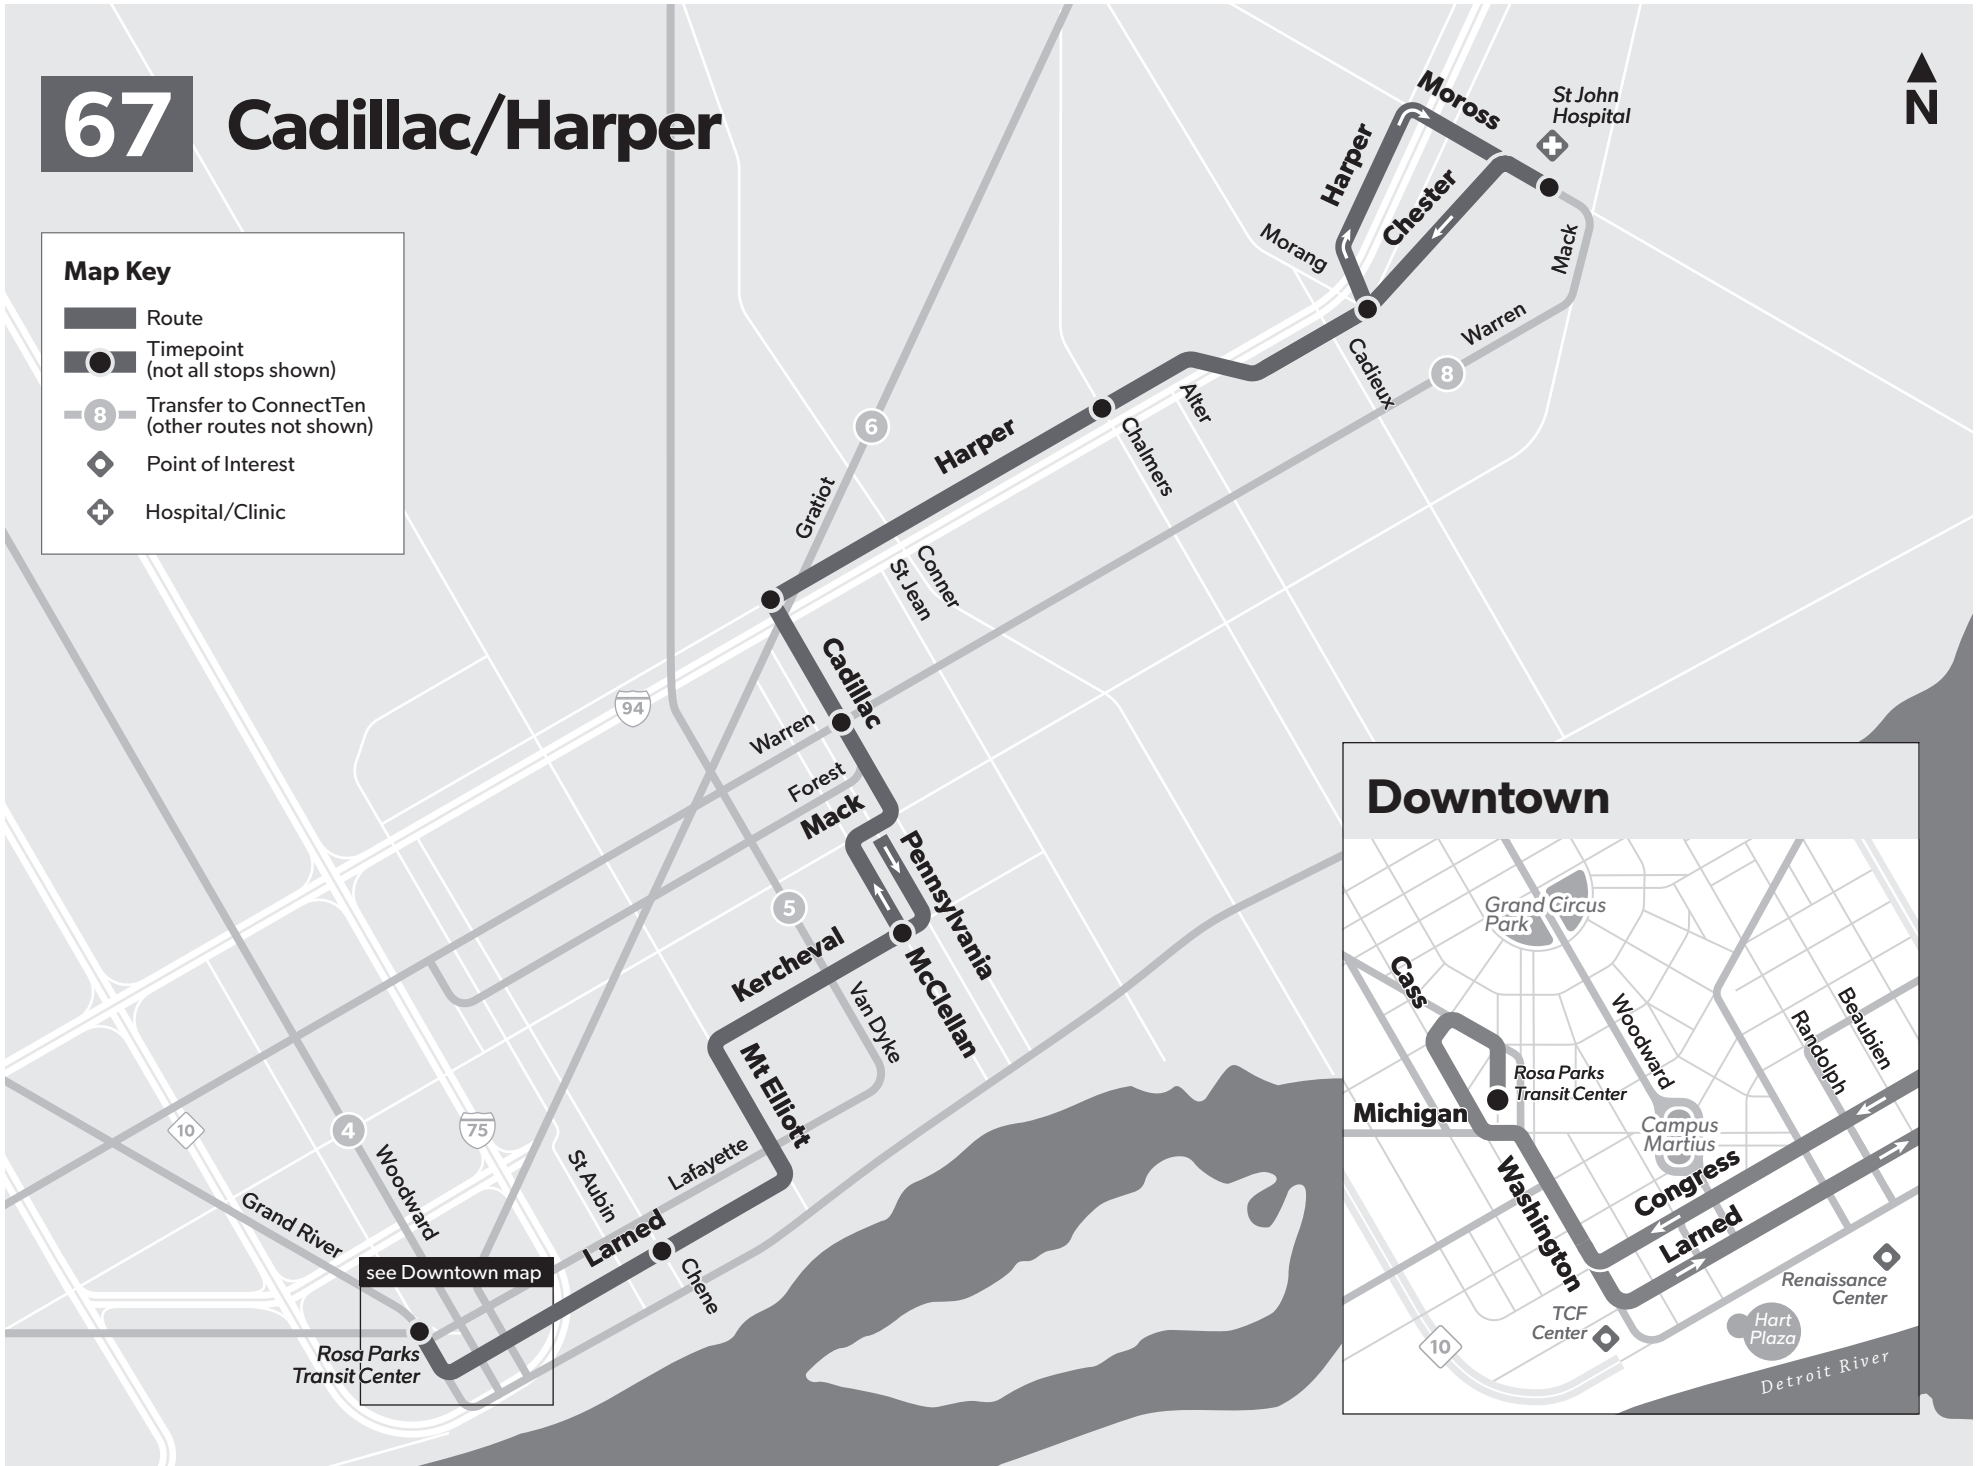 67 Cadillac/Harper
N
Map Key
Route
Timepoint
(not all stops shown)
8
Transfer to ConnectTen
(other routes not shown)
Point of Interest
Hospital/Clinic
Moross
St John
Hospital
Harper
Chester
Morang
Mack
Warren
8
Cadieux
Alter
Chalmers
6
Harper
Gratiot
Conner
St Jean
Cadillac
94
Warren
Forest
Mack
Pennsylvania
5
Kercheval
McClellan
Van Dyke
Mt Elliott
10
4
75
Woodward
St Aubin
Lafayette
Grand River
Larned
Chene
see Downtown map
Rosa Parks
Transit Center
Downtown
Grand Circus
Park
Cass
Woodward
Beaubien
Randolph
Rosa Parks
Transit Center
Michigan
Campus
Martius
Washington
Congress
Larned
Renaissance
Center
TCF
Center
Hart
Plaza
10
Detroit River